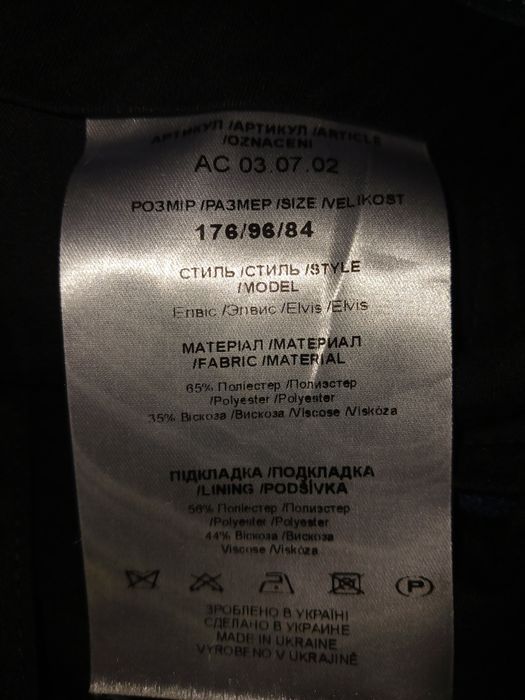 АРТИКУЛ /АРТИКУЛ /ARTICLE
/OZNACENI
AC 03.07.02
РОЗМІР /РАЗМЕР /SIZE /VELIKOST
176/96/84
СТИЛЬ /СТИЛЬ /STYLE
/MODEL
Елвіс /Элвис /Elvis /Elvis
МАТЕРІАЛ /МАТЕРИАЛ
/FABRIC /MATERIAL
65% Поліестер /Полиэстер
/Polyester /Polyester
35% Віскоза /Вискоза /Viscose /Viskóza
ПІДКЛАДКА /ПОДКЛАДКА
/LINING /PODŠÍVKA
56% Поліестер /Полиэстер
/Polyester /Polyester
44% Віскоза /Вискоза
Viscose /Viskóza
P
ЗРОБЛЕНО В УКРАЇНІ
СДЕЛАНО В УКРАИНЕ
MADE IN UKRAINE
VYROBENO V UKRAJINĚ